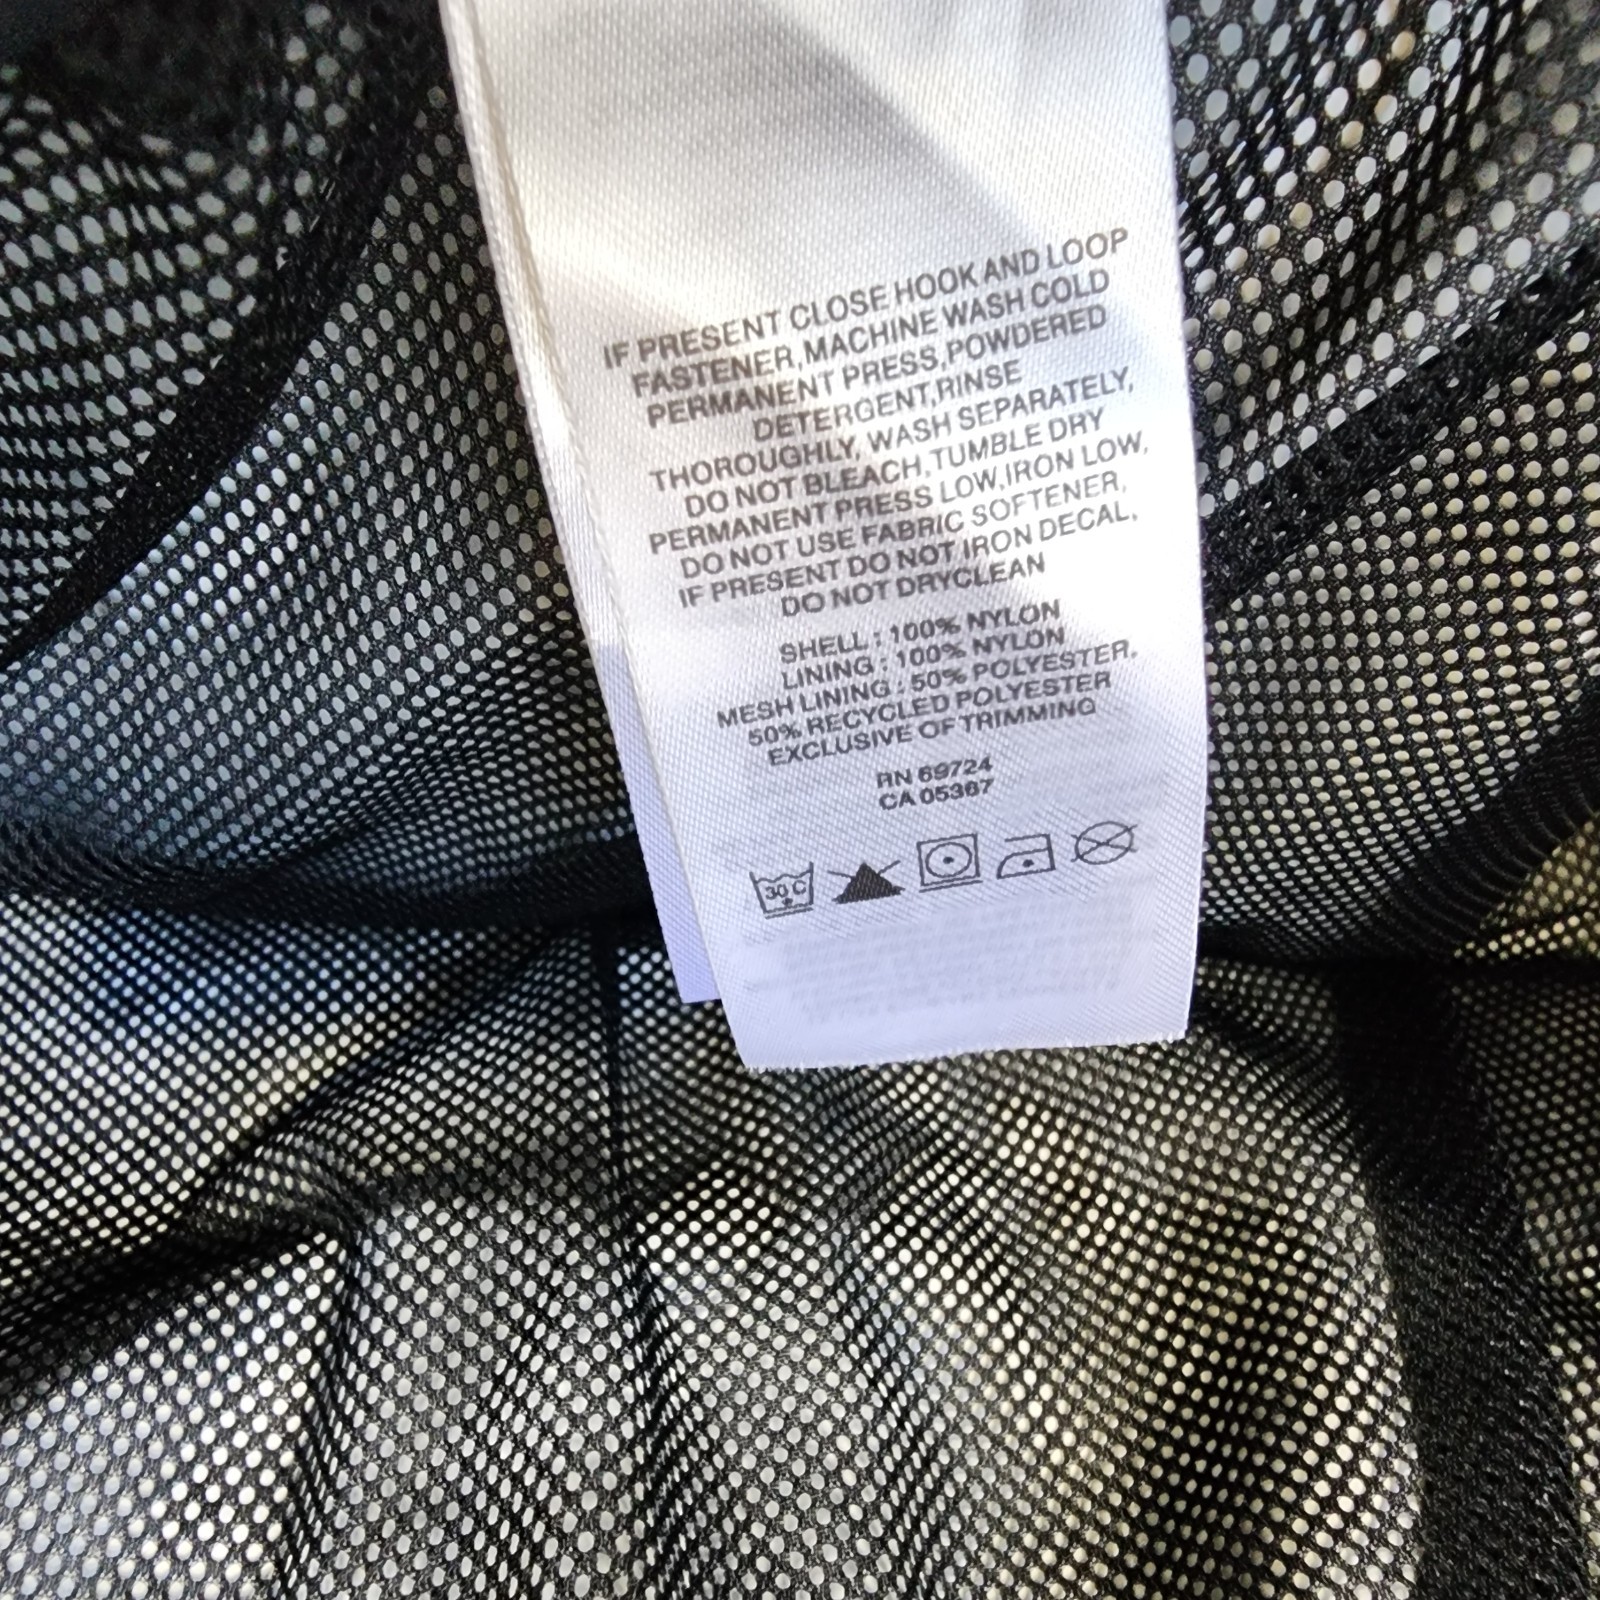 IF PRESENT CLOSE HOOK AND LOOP
FASTENER,MACHINE WASH COLD
PERMANENT PRESS,POWDERED
DETERGENT,RINSE
THOROUGHLY, WASH SEPARATELY,
DO NOT BLEACH,TUMBLE DRY
PERMANENT PRESS LOW,IRON LOW,
DO NOT USE FABRIC SOFTENER,
IF PRESENT DO NOT IRON DECAL,
DO NOT DRYCLEAN
SHELL : 100% NYLON
LINING : 100% NYLON
MESH LINING : 50% POLYESTER,
50% RECYCLED POLYESTER
EXCLUSIVE OF TRIMMING
RN 69724
CA 05367
30 C